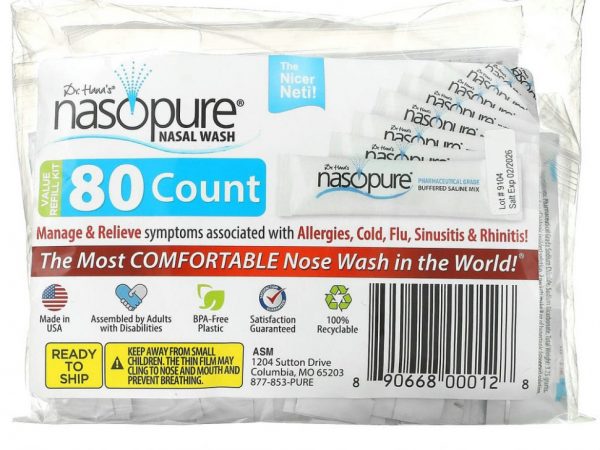 Dr. Hana's®
nasopure®
NASAL WASH
The
Nicer
Neti!
VALUE
REFILL KIT
80 Count
Dr. Hana's
nasopure®
PHARMACEUTICAL GRADE
BUFFERED SALINE MIX
Lot # 9104
Salt Exp 02/2026
Manage & Relieve symptoms associated with Allergies, Cold, Flu, Sinusitis & Rhinitis!
The Most COMFORTABLE Nose Wash in the World!®
Made in
USA
Assembled by Adults
with Disabilities
BPA-Free
Plastic
Satisfaction
Guaranteed
100%
Recyclable
READY
TO
SHIP
KEEP AWAY FROM SMALL
CHILDREN. THE THIN FILM MAY
CLING TO NOSE AND MOUTH AND
PREVENT BREATHING.
ASM
1204 Sutton Drive
Columbia, MO 65203
877-853-PURE
8 90668 00012 8